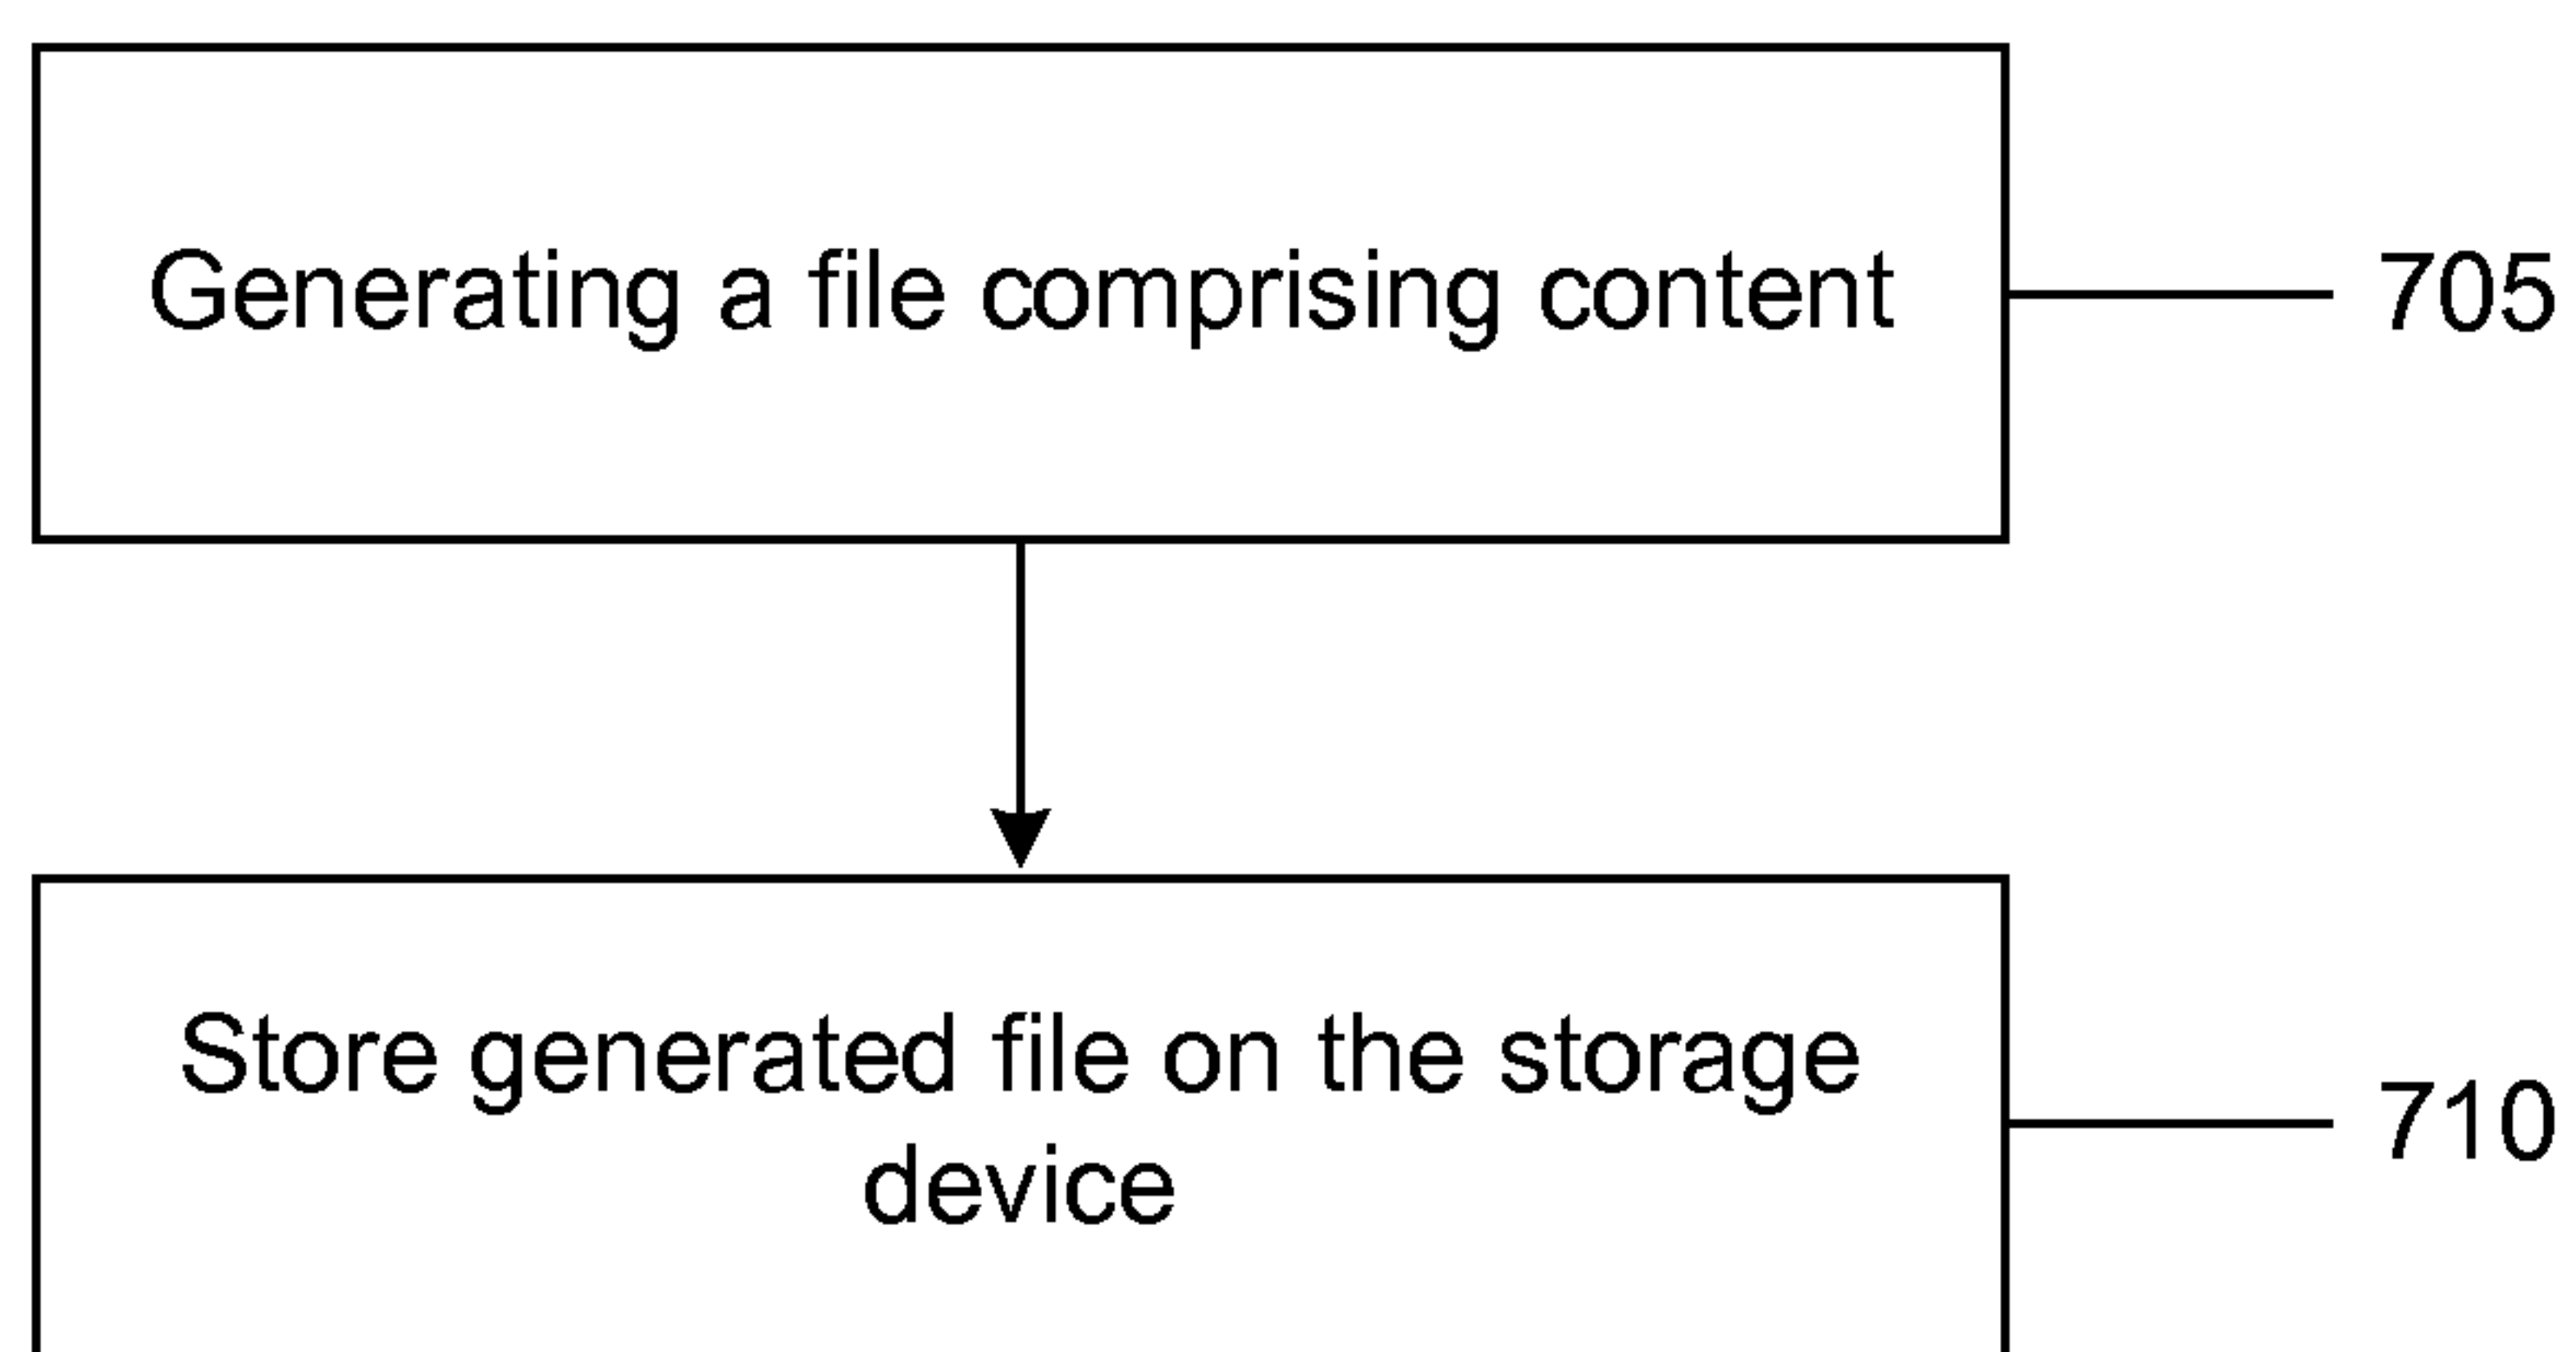 Generating a file comprising content
705
Store generated file on the storage
device
710